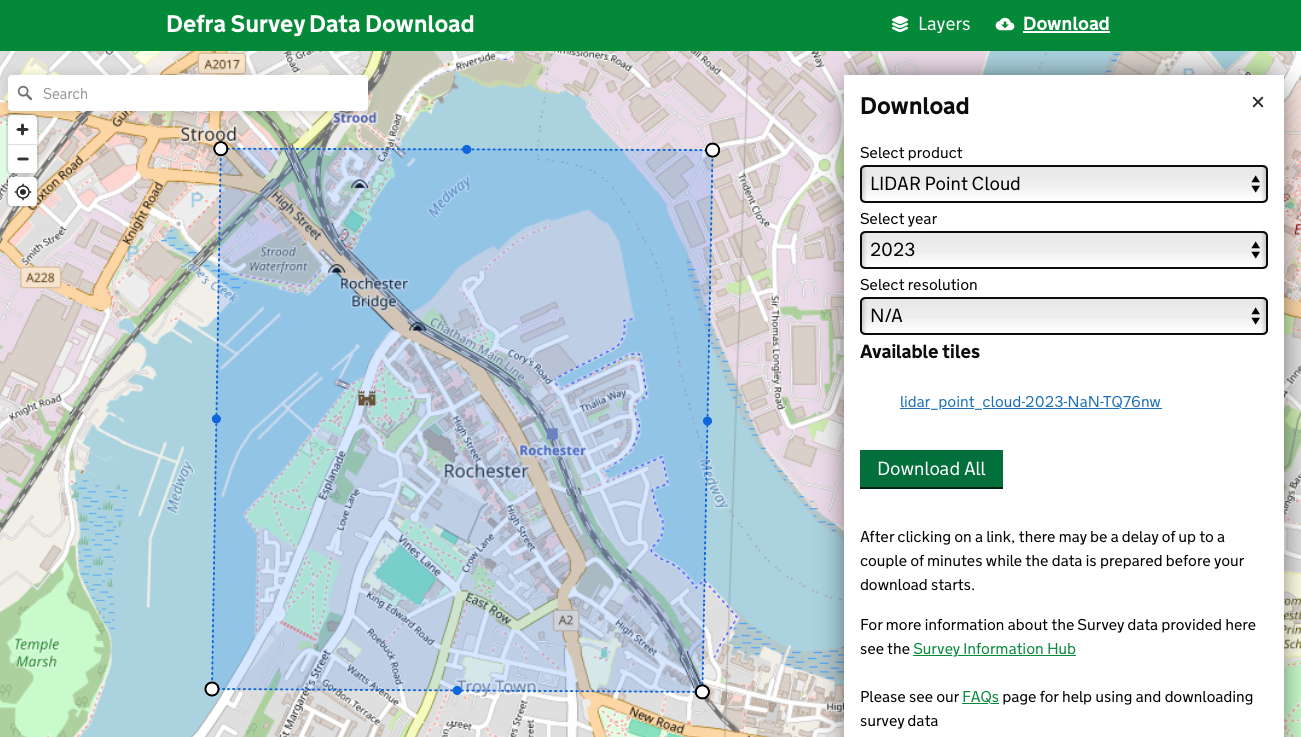 Defra Survey Data Download
Layers
Download
Search
+
−
A2017
Riverside
Strood
Strood
Canal Road
Knight Road
Smith Street
A228
Knight Road
High Street
Strood
Waterfront
Medway
Rochester
Bridge
Chatham Main Line
Cory's Road
Thalia Way
Trident Close
Sir Thomas Longley Road
Rochester
Rochester
Medway
Medway
Esplanade
Love Lane
Vines Lane
Crow Lane
High Street
King Edward Road
East Row
A2
High Street
Roebuck Road
Watts Avenue
Gordon Terrace
Troy Town
New Road
Temple
Marsh
Download
Select product
LIDAR Point Cloud
Select year
2023
Select resolution
N/A
Available tiles
lidar_point_cloud-2023-NaN-TQ76nw
Download All
After clicking on a link, there may be a delay of up to a
couple of minutes while the data is prepared before your
download starts.
For more information about the Survey data provided here
see the Survey Information Hub
Please see our FAQs page for help using and downloading
survey data